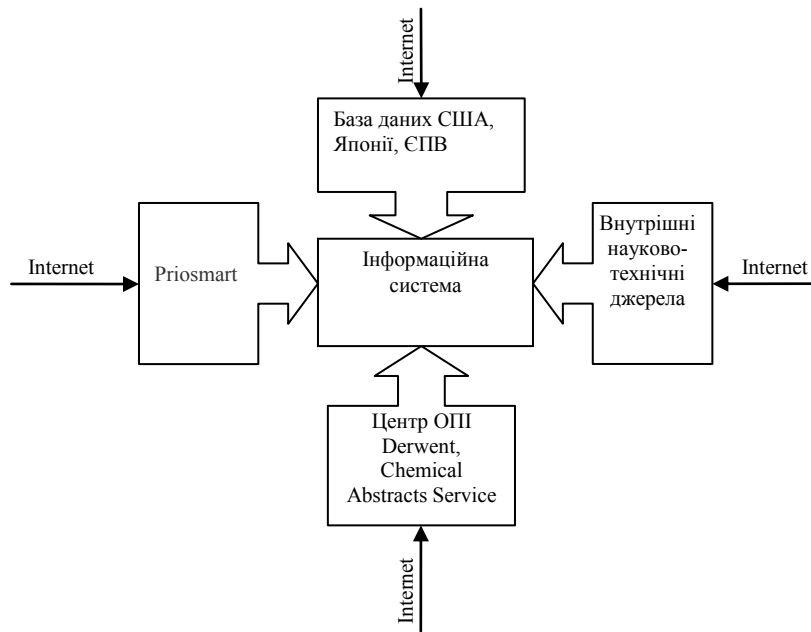 Internet
База даних США,
Японії, ЄПВ
Internet
Priosmart
Інформаційна
система
Внутрішні
науково-
технічні
джерела
Internet
Центр ОПІ
Derwent,
Chemical
Abstracts Service
Internet